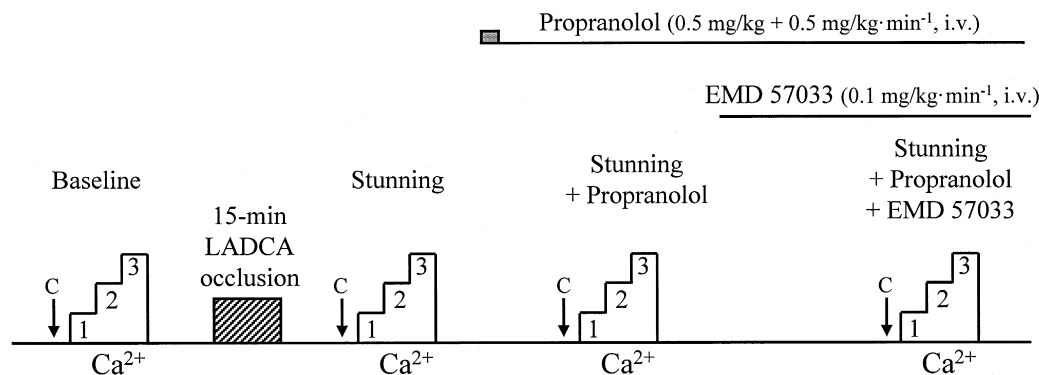 Propranolol (0.5 mg/kg + 0.5 mg/kg·min⁻¹, i.v.)
EMD 57033 (0.1 mg/kg·min⁻¹, i.v.)
Baseline
15-min
LADCA
occlusion
Stunning
Stunning
+ Propranolol
Stunning
+ Propranolol
+ EMD 57033
C
1
2
3
C
1
2
3
C
1
2
3
C
1
2
3
Ca²⁺
Ca²⁺
Ca²⁺
Ca²⁺